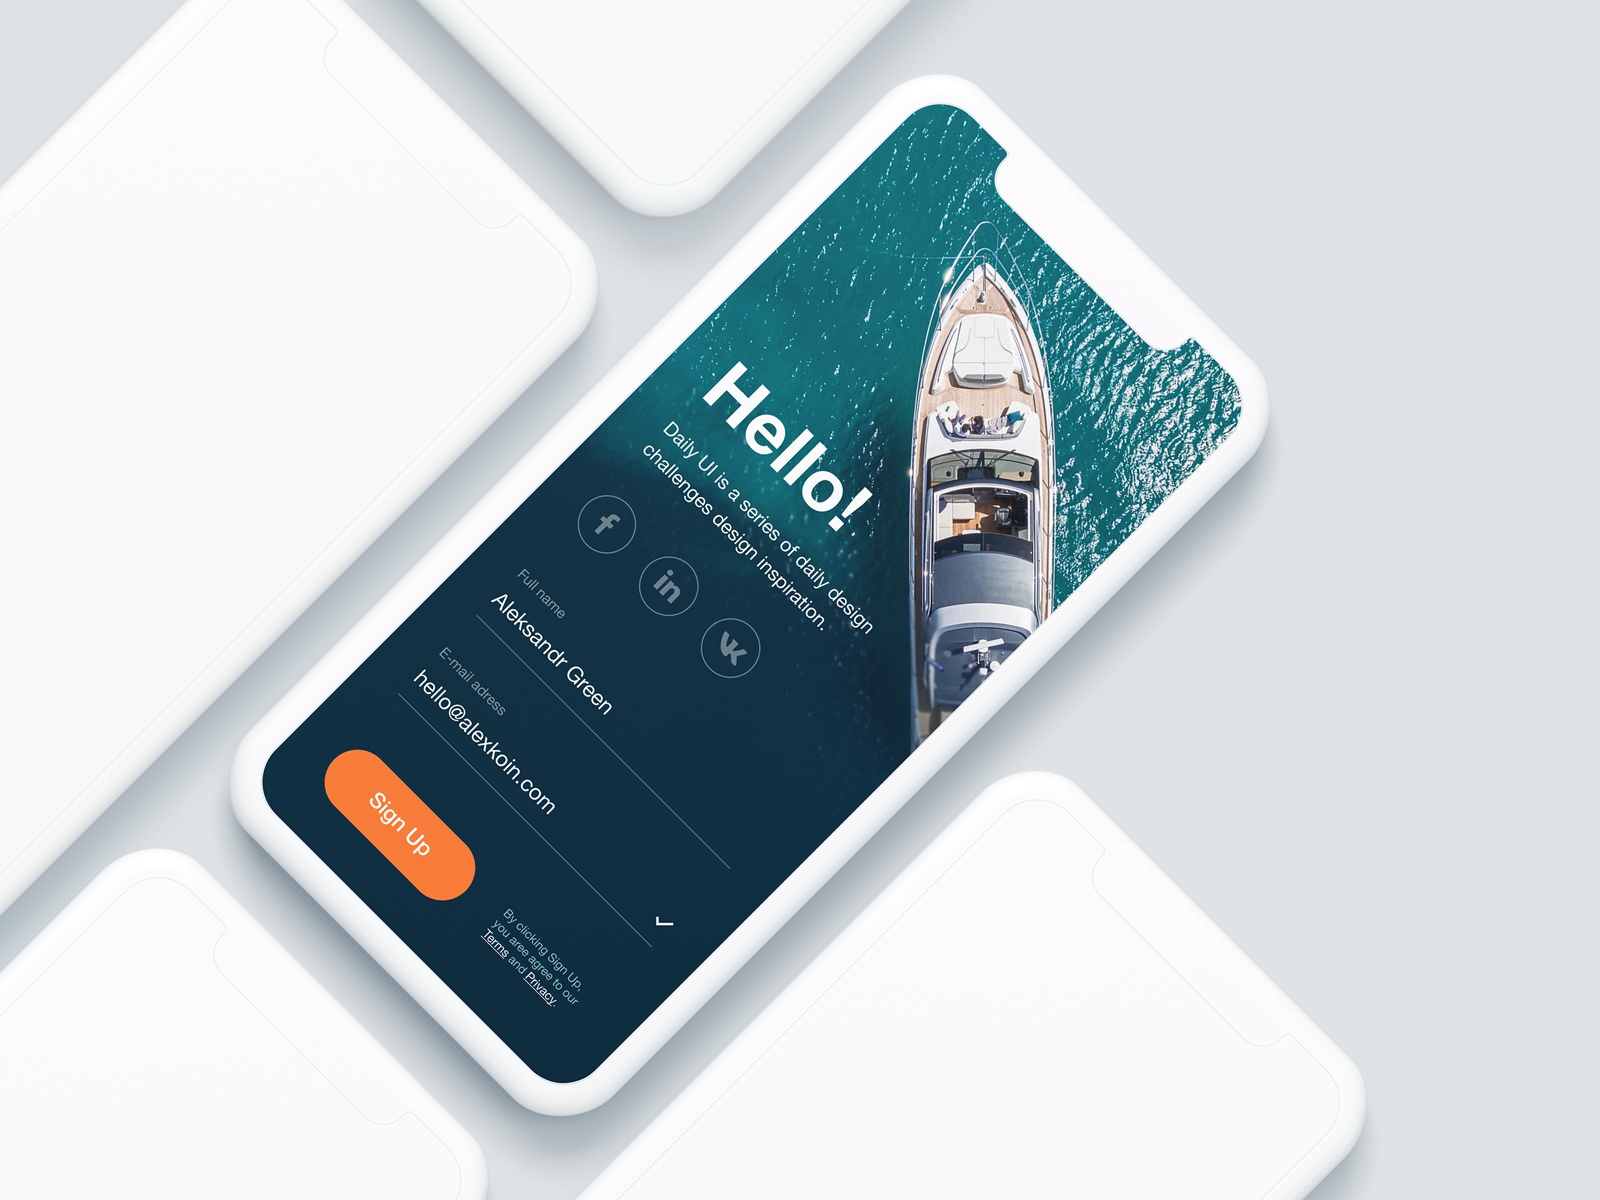 Hello!
Daily UI is a series of daily design
challenges design inspiration.
f
in
VK
Full name
Aleksandr Green
E-mail adress
hello@alexkoin.com
Sign Up
By clicking Sign Up,
you aree agree to our
Terms and Privacy.